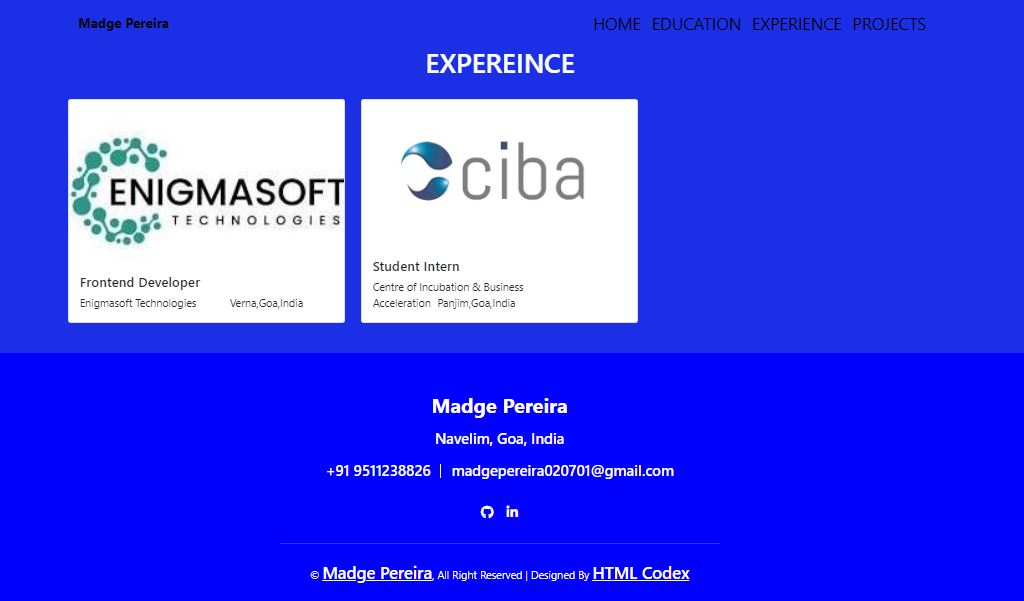 Madge Pereira
HOME EDUCATION EXPERIENCE PROJECTS
EXPEREINCE
ENIGMASOFT
TECHNOLOGIES
Frontend Developer
Enigmasoft Technologies Verna,Goa,India
ciba
Student Intern
Centre of Incubation & Business
Acceleration Panjim,Goa,India
Madge Pereira
Navelim, Goa, India
+91 9511238826 | madgepereira020701@gmail.com
© Madge Pereira, All Right Reserved | Designed By HTML Codex